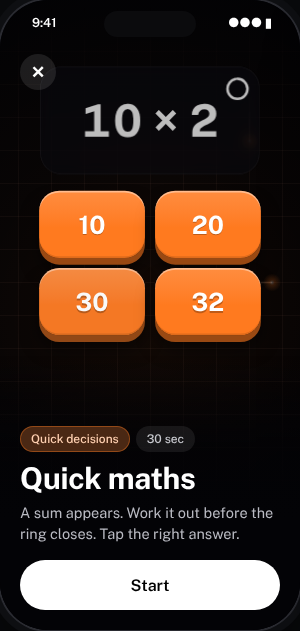 9:41
10 × 2
10
20
30
32
Quick decisions
30 sec
Quick maths
A sum appears. Work it out before the
ring closes. Tap the right answer.
Start